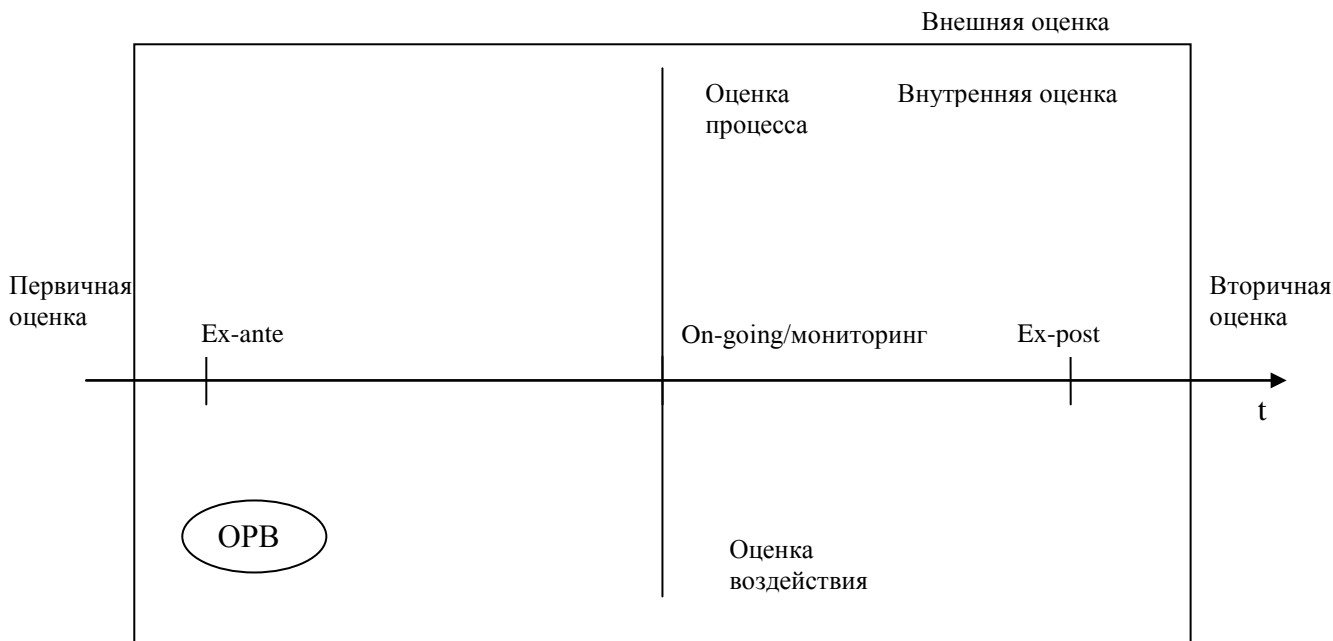 Внешняя оценка
Оценка
процесса
Внутренняя оценка
Первичная
оценка
Ex-ante
On-going/мониторинг
Ex-post
Вторичная
оценка
t
ОРВ
Оценка
воздействия